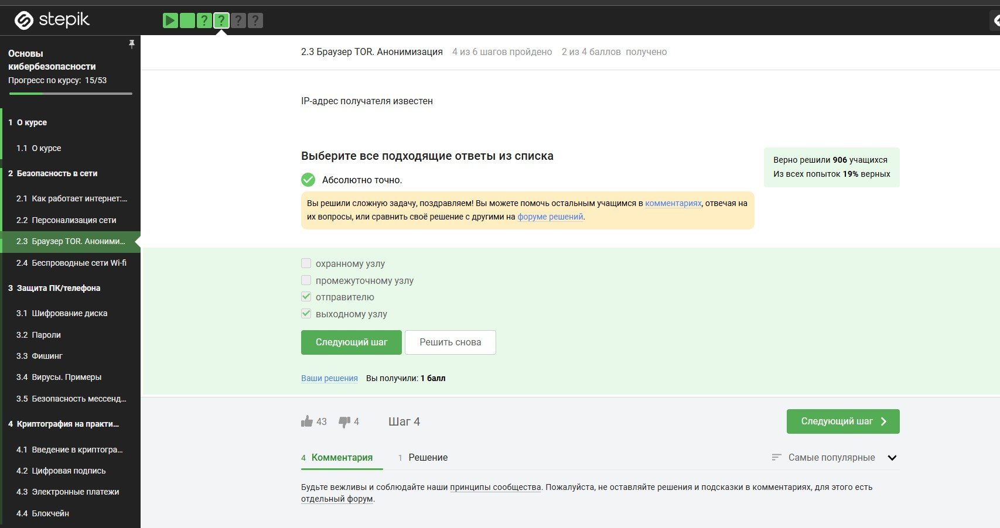 stepik
? ? ? ?
Основы
кибербезопасности
Прогресс по курсу: 15/53
1 О курсе
1.1 О курсе
2 Безопасность в сети
2.1 Как работает интернет:...
2.2 Персонализация сети
2.3 Браузер TOR. Аноними...
2.4 Беспроводные сети Wi-fi
3 Защита ПК/телефона
3.1 Шифрование диска
3.2 Пароли
3.3 Фишинг
3.4 Вирусы. Примеры
3.5 Безопасность мессенд...
4 Криптография на практи...
4.1 Введение в криптогра...
4.2 Цифровая подпись
4.3 Электронные платежи
4.4 Блокчейн
2.3 Браузер TOR. Анонимизация 4 из 6 шагов пройдено 2 из 4 баллов получено
IP-адрес получателя известен
Выберите все подходящие ответы из списка
Абсолютно точно.
Вы решили сложную задачу, поздравляем! Вы можете помочь остальным учащимся в комментариях, отвечая на
их вопросы, или сравнить своё решение с другими на форуме решений.
Верно решили 906 учащихся
Из всех попыток 19% верных
охранному узлу
промежуточному узлу
отправителю
выходному узлу
Следующий шаг Решить снова
Ваши решения Вы получили: 1 балл
43 4 Шаг 4 Следующий шаг
4 Комментария 1 Решение Самые популярные
Будьте вежливы и соблюдайте наши принципы сообщества. Пожалуйста, не оставляйте решения и подсказки в комментариях, для этого есть
отдельный форум.